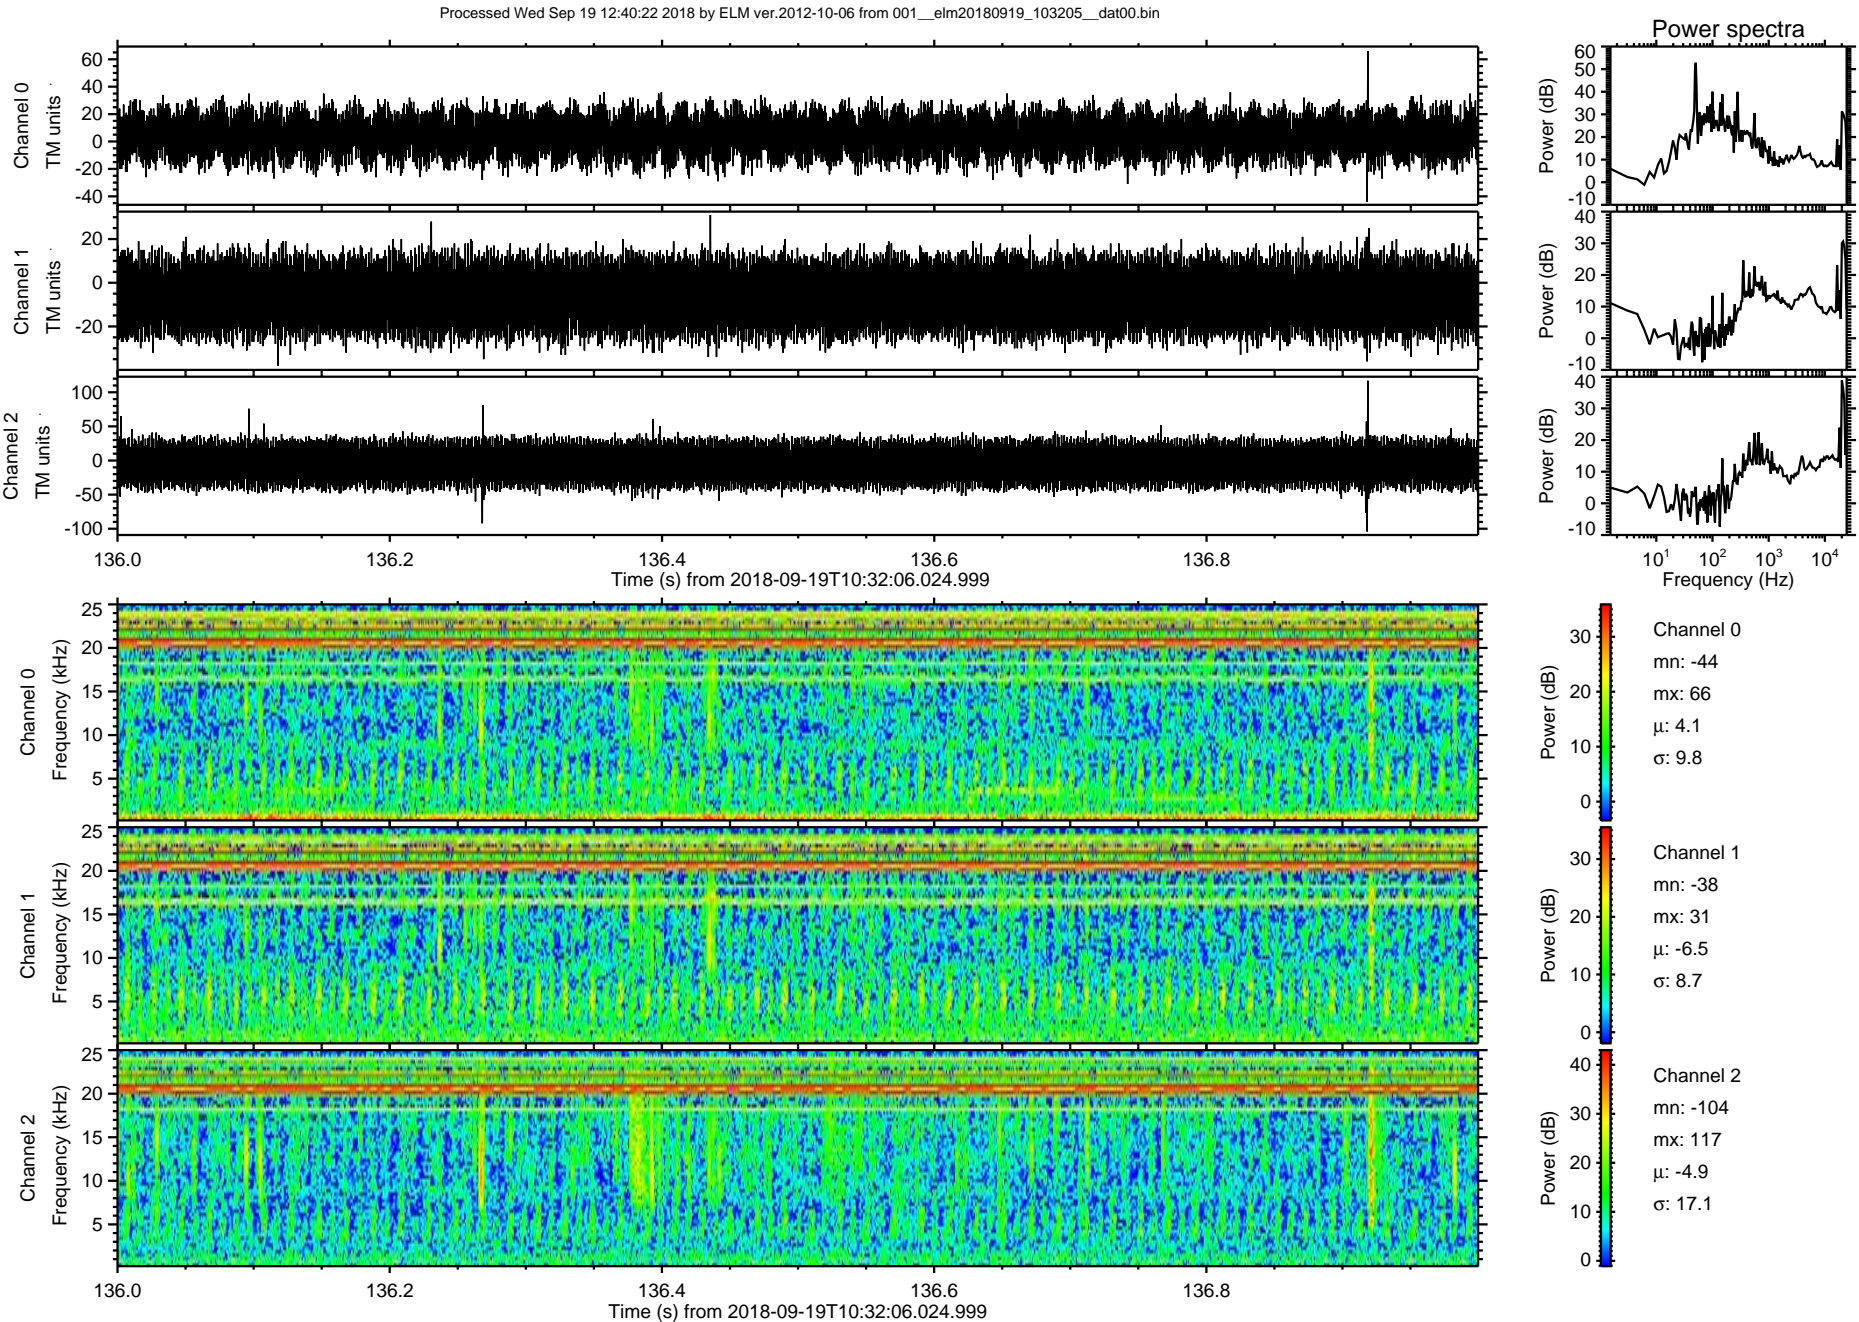 Processed Wed Sep 19 12:40:22 2018 by ELM ver.2012-10-06 from 001__elm20180919_103205__dat00.bin
Power spectra
Channel 0
TM units
60
40
20
0
-20
-40
Power (dB)
60
50
40
30
20
10
0
-10
Channel 1
TM units
20
0
-20
Power (dB)
40
30
20
10
0
-10
Channel 2
TM units
100
50
0
-50
-100
Power (dB)
40
30
20
10
0
-10
136.0 136.2 136.4 136.6 136.8
Time (s) from 2018-09-19T10:32:06.024.999
10^1 10^2 10^3 10^4
Frequency (Hz)
Channel 0
Frequency (kHz)
25
20
15
10
5
Power (dB)
30
20
10
0
Channel 0
mn: -44
mx: 66
μ: 4.1
σ: 9.8
Channel 1
Frequency (kHz)
25
20
15
10
5
Power (dB)
30
20
10
0
Channel 1
mn: -38
mx: 31
μ: -6.5
σ: 8.7
Channel 2
Frequency (kHz)
25
20
15
10
5
Power (dB)
40
30
20
10
0
Channel 2
mn: -104
mx: 117
μ: -4.9
σ: 17.1
136.0 136.2 136.4 136.6 136.8
Time (s) from 2018-09-19T10:32:06.024.999